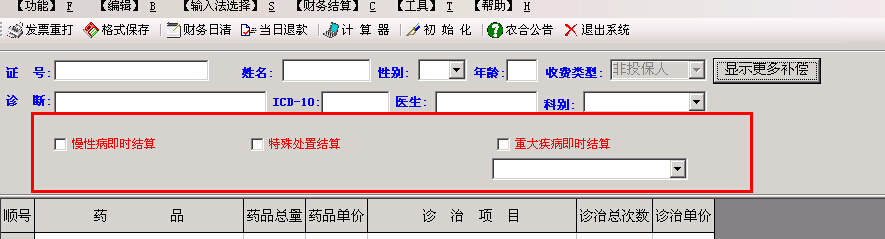 【功能】 F 【编辑】 B 【输入法选择】 S 【财务结算】 C 【工具】 T 【帮助】 H
发票重打 格式保存 财务日清 当日退款 计 算 器 初 始 化 农合公告 退出系统
证 号: 姓名: 性别: 年龄: 收费类型: 非投保人 显示更多补偿
诊 断: ICD-10: 医生: 科别:
慢性病即时结算 特殊处置结算 重大疾病即时结算
顺号 药 品 药品总量 药品单价 诊 治 项 目 诊治总次数 诊治单价